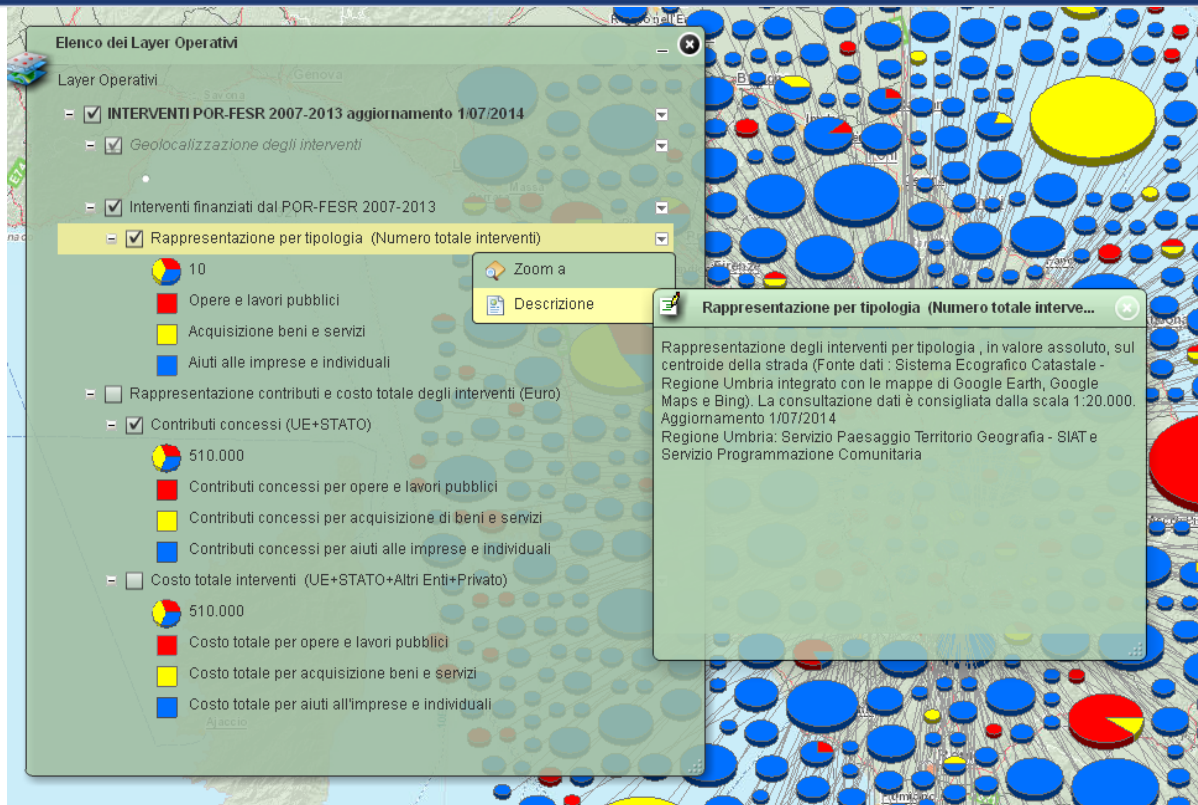 Elenco dei Layer Operativi
Layer Operativi
INTERVENTI POR-FESR 2007-2013 aggiornamento 1/07/2014
Geolocalizzazione degli interventi
Interventi finanziati dal POR-FESR 2007-2013
Rappresentazione per tipologia (Numero totale interventi)
10
Opere e lavori pubblici
Acquisizione beni e servizi
Aiuti alle imprese e individuali
Rappresentazione contributi e costo totale degli interventi (Euro)
Contributi concessi (UE+STATO)
510.000
Contributi concessi per opere e lavori pubblici
Contributi concessi per acquisizione di beni e servizi
Contributi concessi per aiuti alle imprese e individuali
Costo totale interventi (UE+STATO+Altri Enti+Privato)
510.000
Costo totale per opere e lavori pubblici
Costo totale per acquisizione beni e servizi
Costo totale per aiuti all'imprese e individuali
Zoom a
Descrizione
Rappresentazione per tipologia (Numero totale interve...
Rappresentazione degli interventi per tipologia , in valore assoluto, sul
centroide della strada (Fonte dati : Sistema Ecografico Catastale -
Regione Umbria integrato con le mappe di Google Earth, Google
Maps e Bing). La consultazione dati è consigliata dalla scala 1:20.000.
Aggiornamento 1/07/2014
Regione Umbria: Servizio Paesaggio Territorio Geografia - SIAT e
Servizio Programmazione Comunitaria
Genova
Savona
Massa
Firenze
Ajaccio
E74